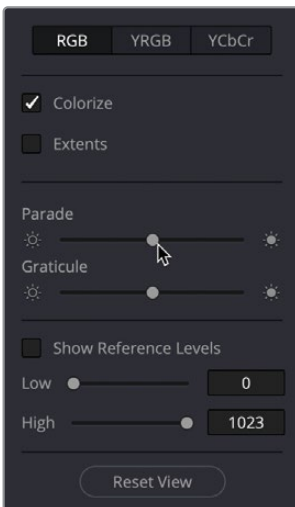 RGB YRGB YCbCr
Colorize
Extents
Parade
Graticule
Show Reference Levels
Low 0
High 1023
Reset View